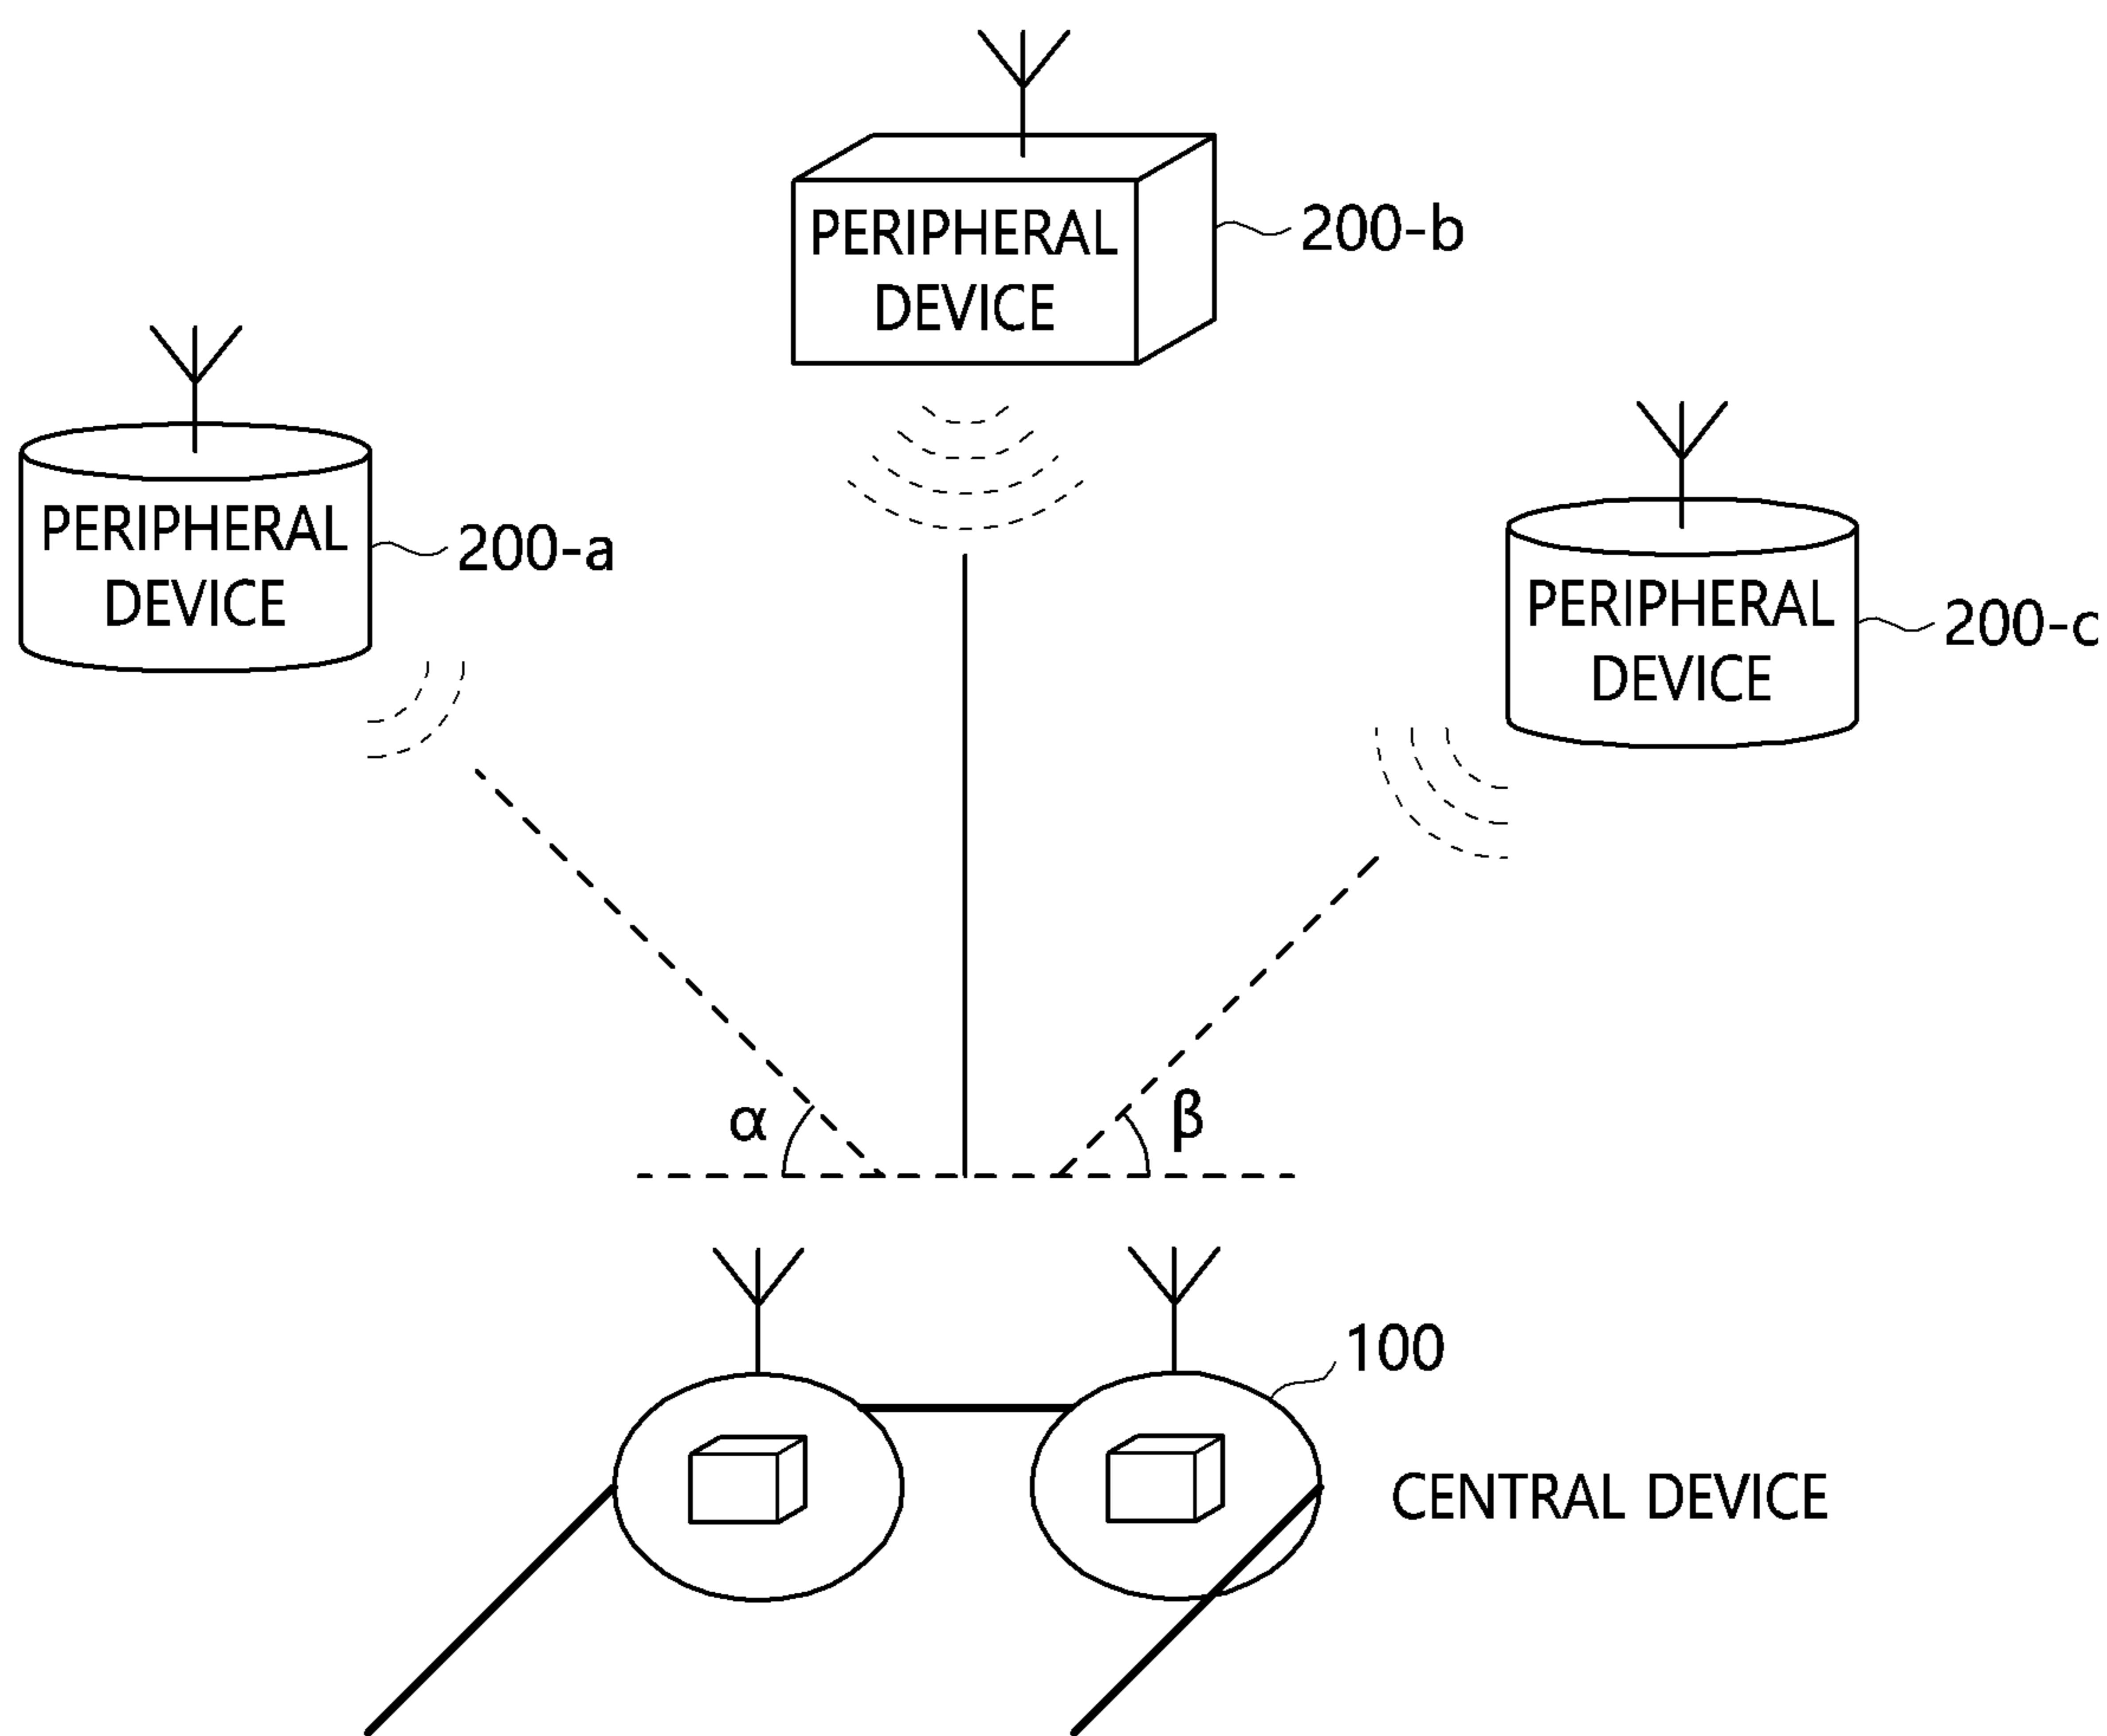 PERIPHERAL
DEVICE
200-b
PERIPHERAL
DEVICE
200-a
PERIPHERAL
DEVICE
200-c
α
β
100
CENTRAL DEVICE